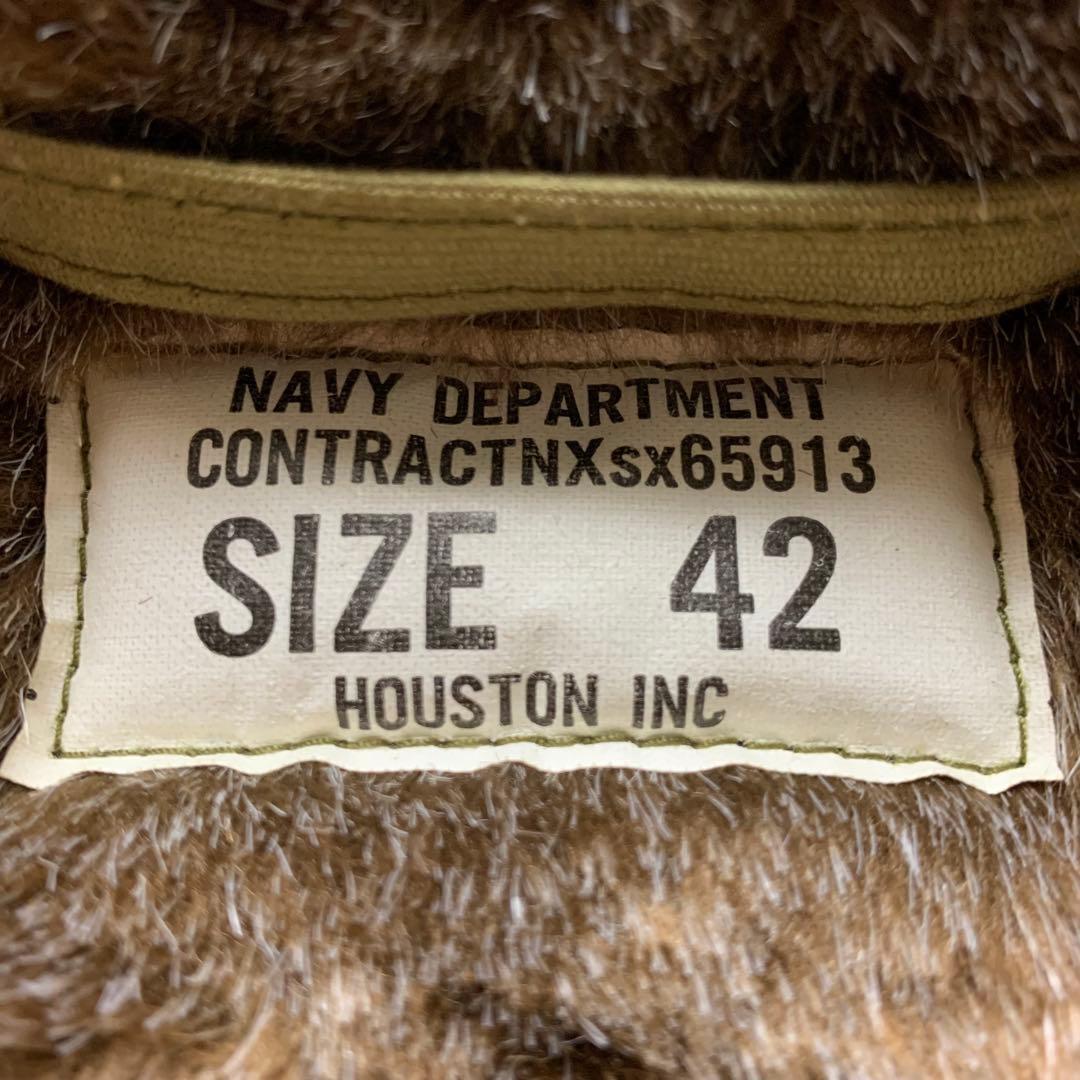 NAVY DEPARTMENT
CONTRACTNXsx65913
SIZE 42
HOUSTON INC